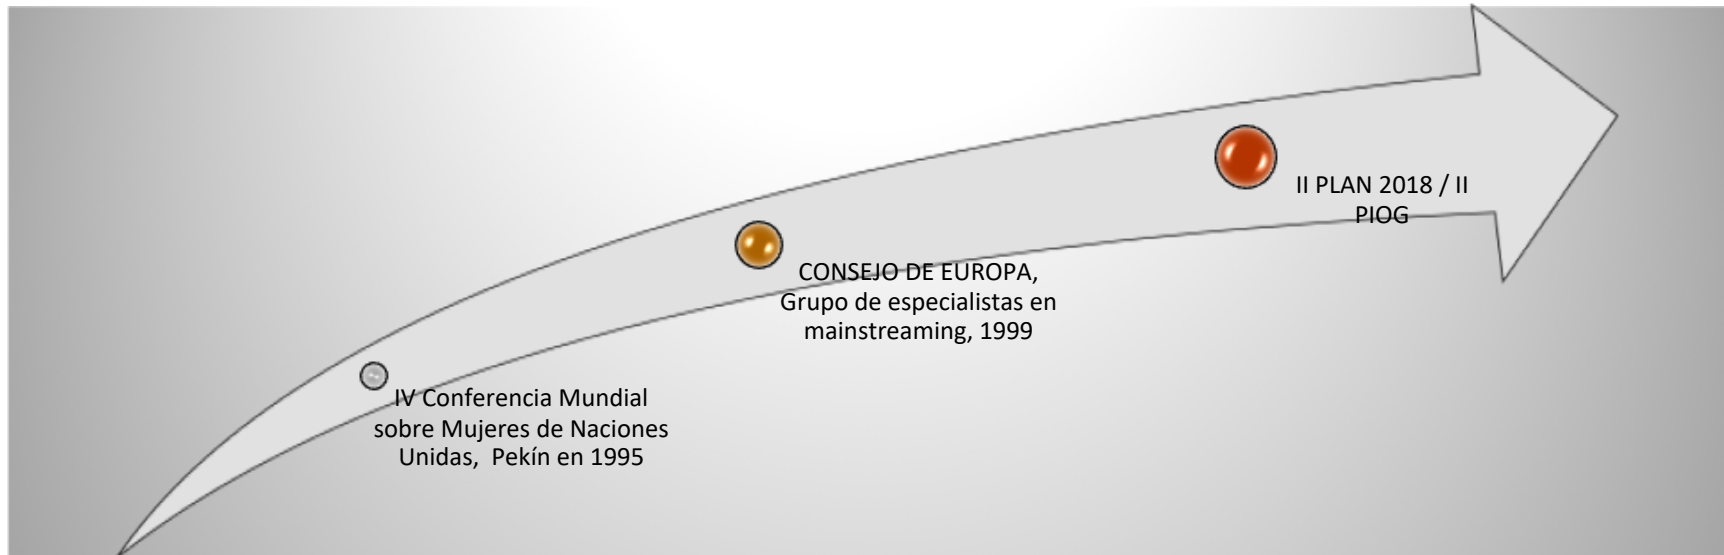 II PLAN 2018 / II
PIOG
CONSEJO DE EUROPA,
Grupo de especialistas en
mainstreaming, 1999
IV Conferencia Mundial
sobre Mujeres de Naciones
Unidas,  Pekín en 1995